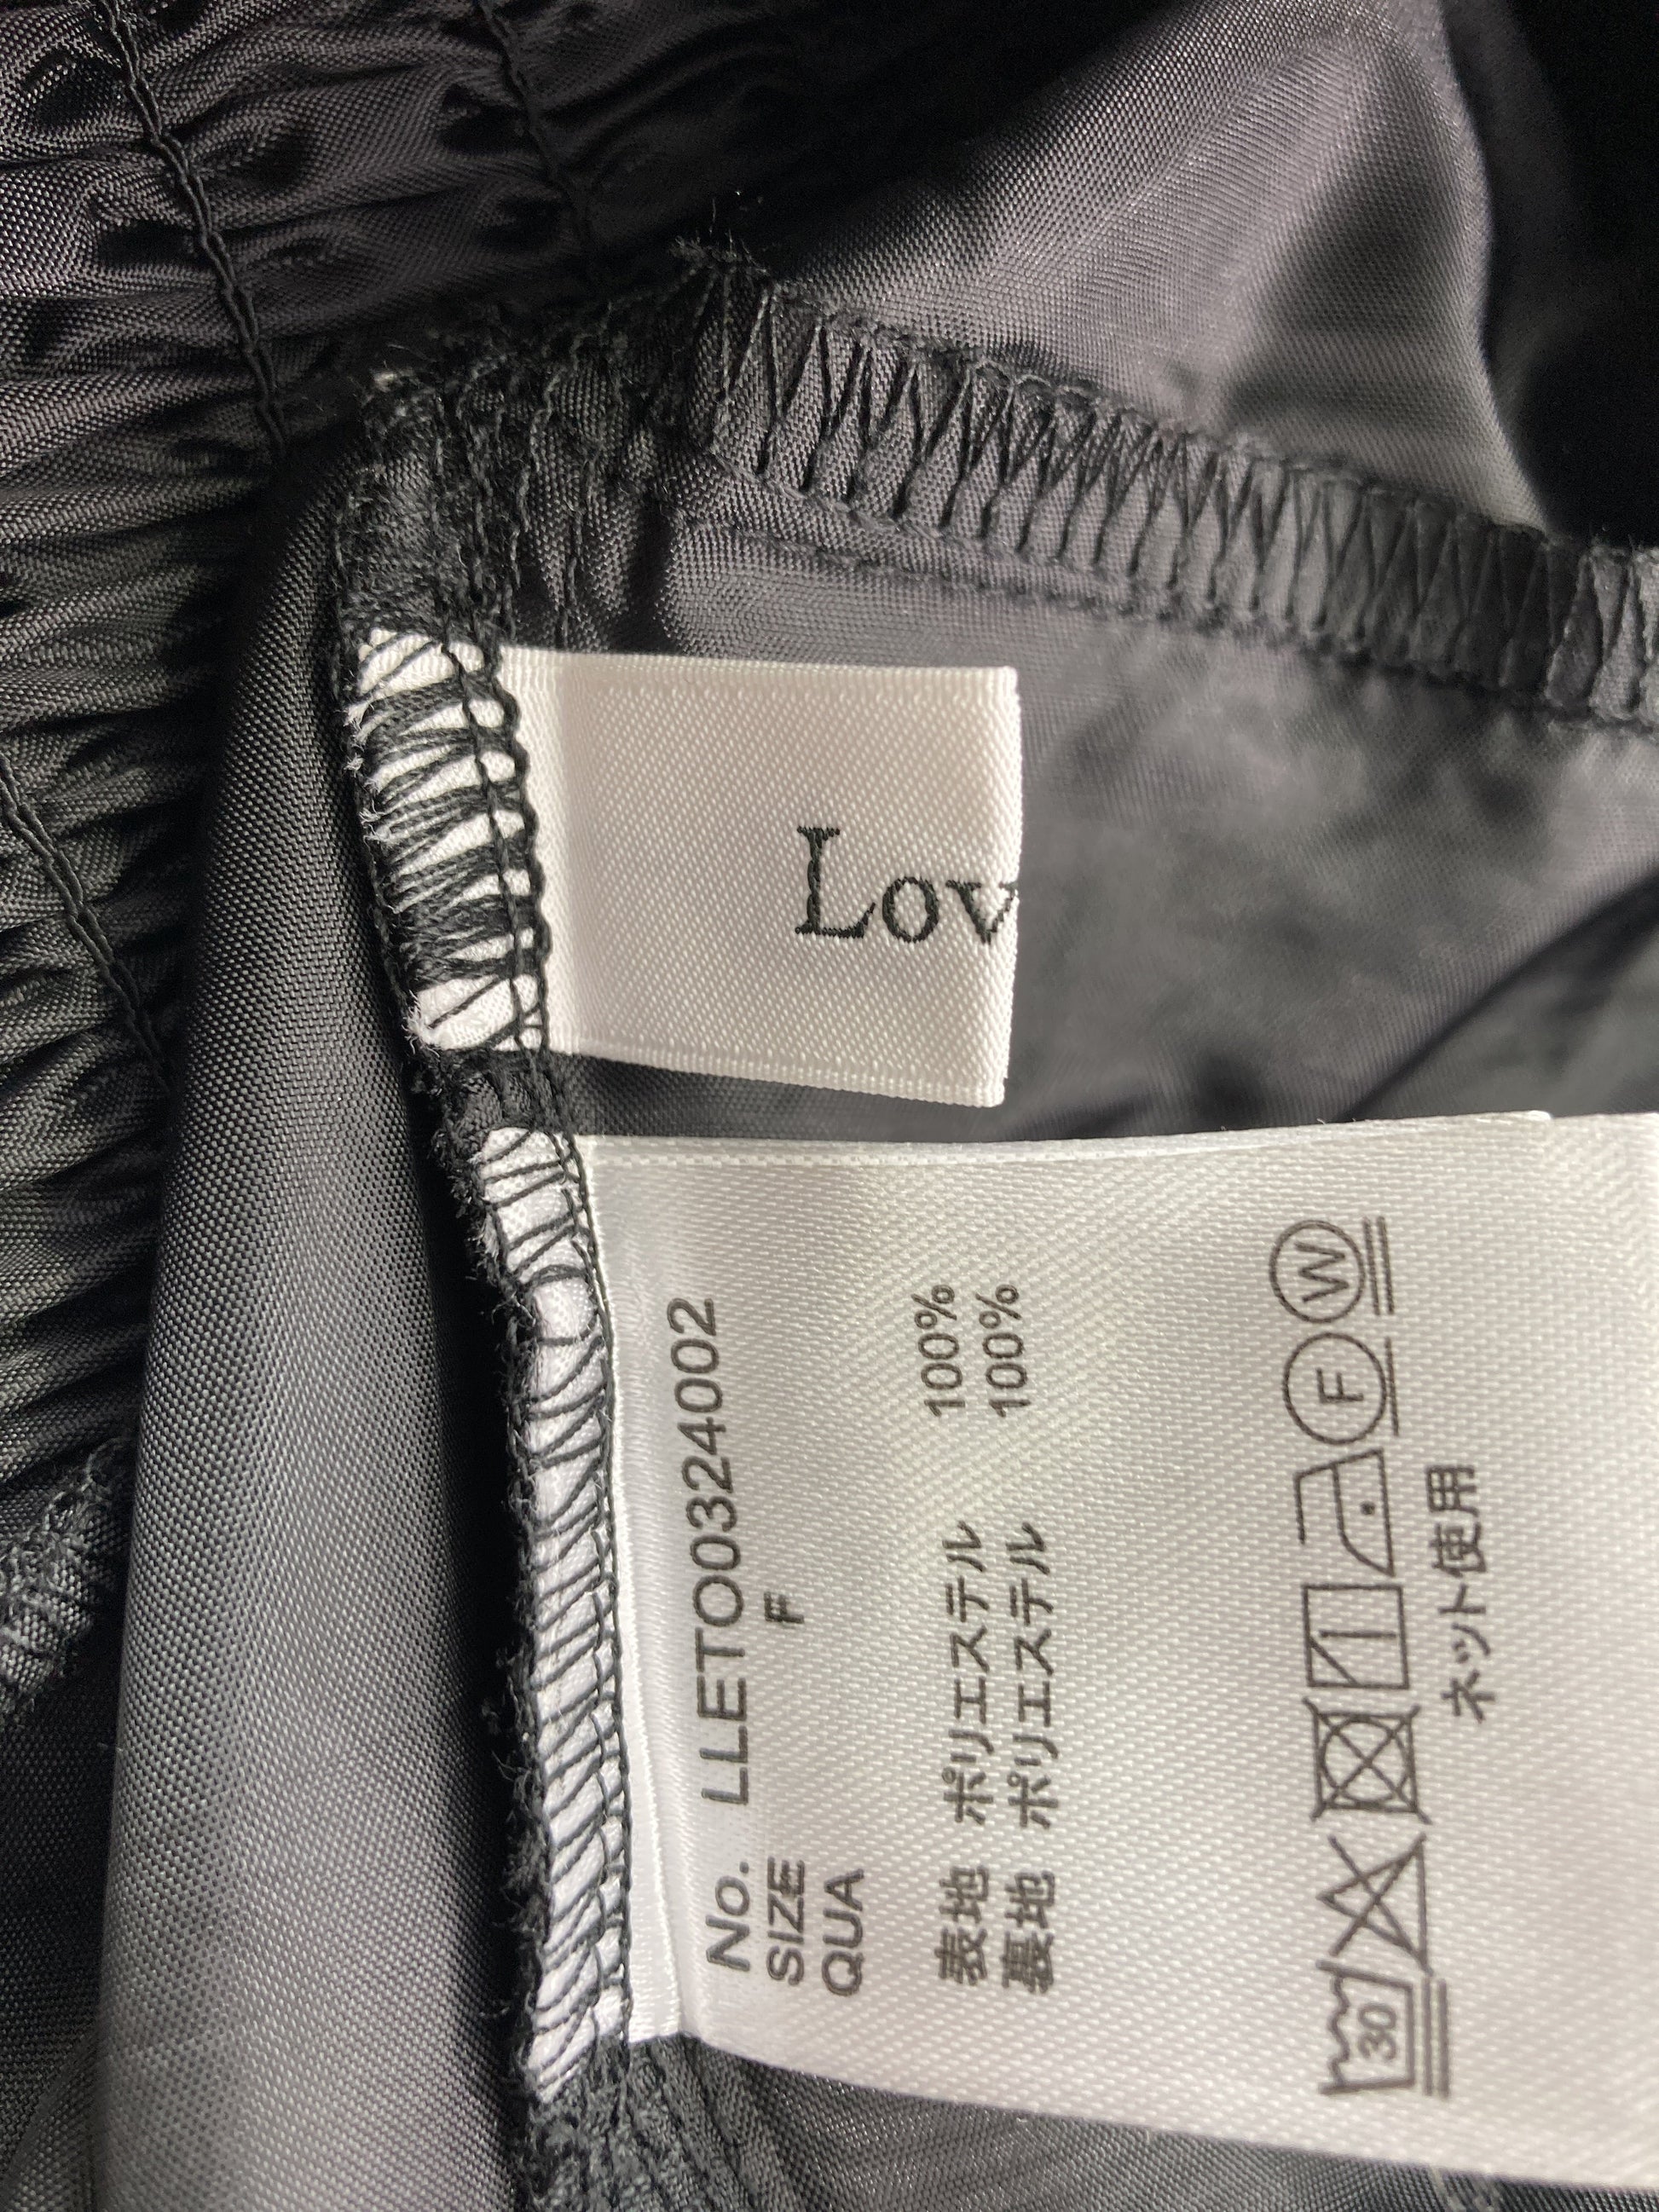 Lov
No. LLETO0324002
SIZE F
QUA
表地 ポリエステル 100%
裏地 ポリエステル 100%
30 F W
ネット使用